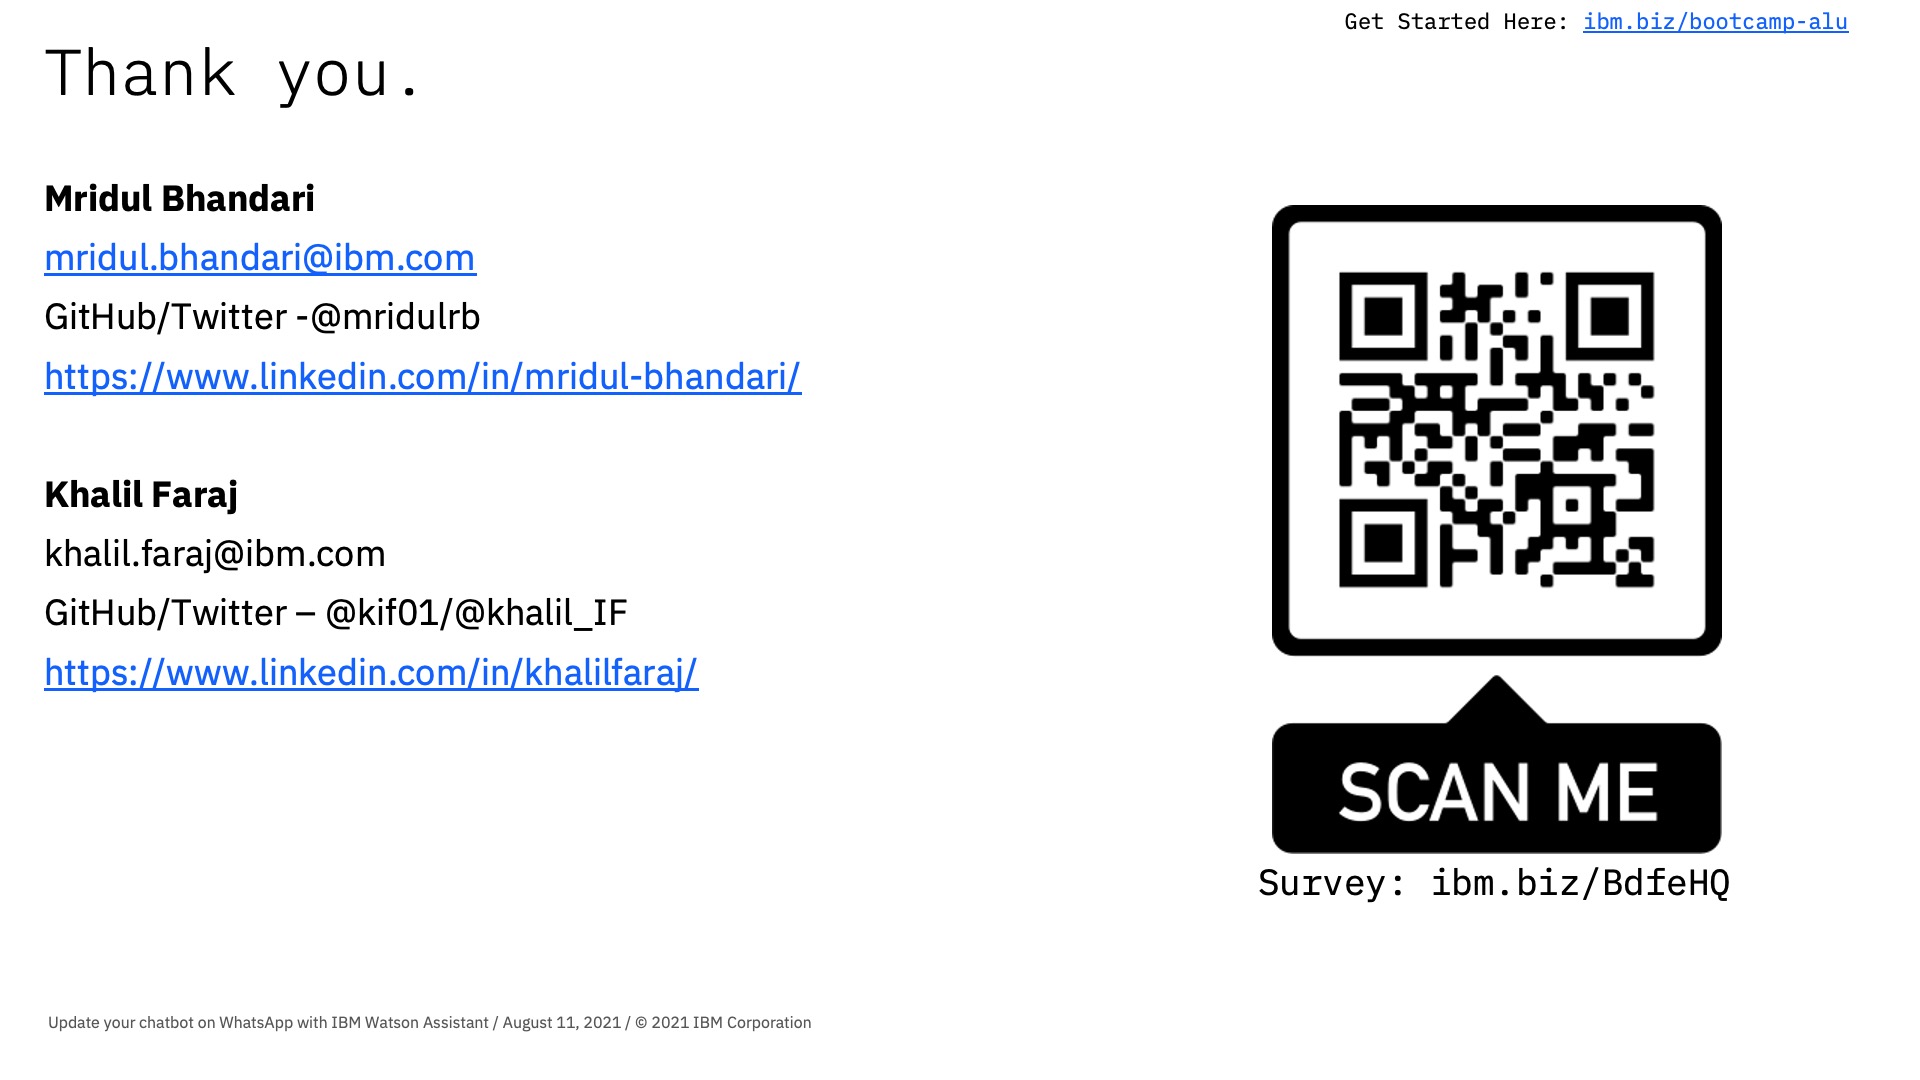 Get Started Here: ibm.biz/bootcamp-alu
Thank you.
Mridul Bhandari
mridul.bhandari@ibm.com
GitHub/Twitter -@mridulrb
https://www.linkedin.com/in/mridul-bhandari/
Khalil Faraj
khalil.faraj@ibm.com
GitHub/Twitter – @kif01/@khalil_IF
https://www.linkedin.com/in/khalilfaraj/
SCAN ME
Survey: ibm.biz/BdfeHQ
Update your chatbot on WhatsApp with IBM Watson Assistant / August 11, 2021 / © 2021 IBM Corporation